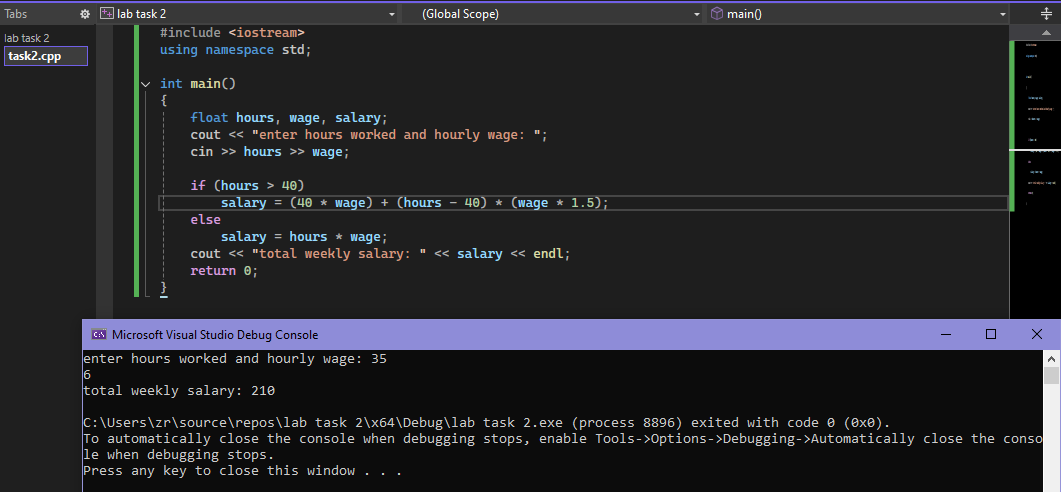 Tabs
lab task 2
(Global Scope)
main()
lab task 2
task2.cpp
#include <iostream>
using namespace std;
int main()
{
float hours, wage, salary;
cout << "enter hours worked and hourly wage: ";
cin >> hours >> wage;
if (hours > 40)
salary = (40 * wage) + (hours - 40) * (wage * 1.5);
else
salary = hours * wage;
cout << "total weekly salary: " << salary << endl;
return 0;
}
Microsoft Visual Studio Debug Console
enter hours worked and hourly wage: 35
6
total weekly salary: 210
C:\Users\zr\source\repos\lab task 2\x64\Debug\lab task 2.exe (process 8896) exited with code 0 (0x0).
To automatically close the console when debugging stops, enable Tools->Options->Debugging->Automatically close the conso
le when debugging stops.
Press any key to close this window . . .